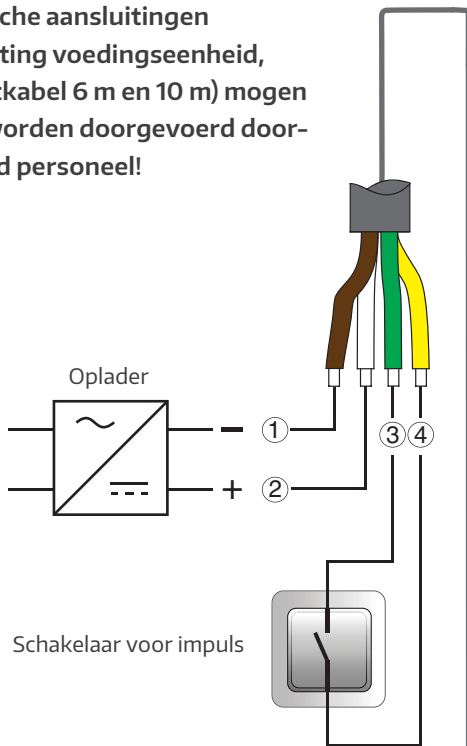 che aansluitingen
ting voedingseenheid,
kabel 6 m en 10 m) mogen
worden doorgevoerd door-
d personeel!
Oplader
– ① ③ ④
+ ②
Schakelaar voor impuls